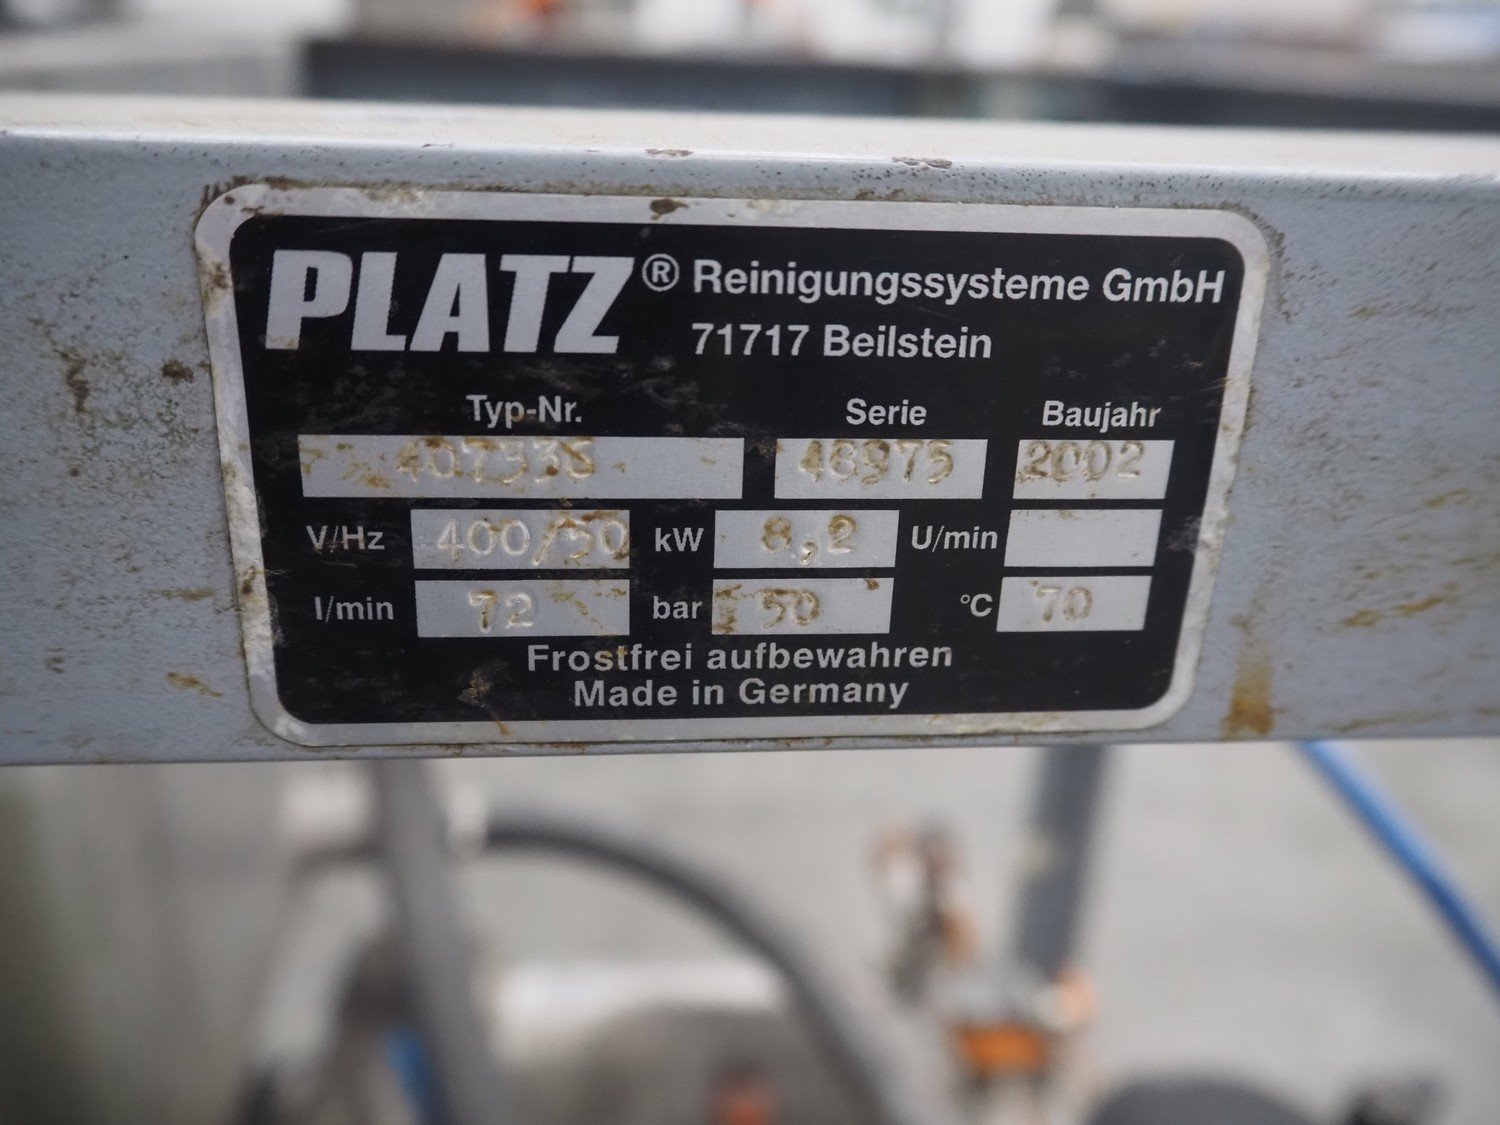 PLATZ® Reinigungssysteme GmbH
71717 Beilstein
Typ-Nr. Serie Baujahr
48975 2002
V/Hz 400/50 kW 8,2 U/min
l/min 72 bar 50 °C 70
Frostfrei aufbewahren
Made in Germany